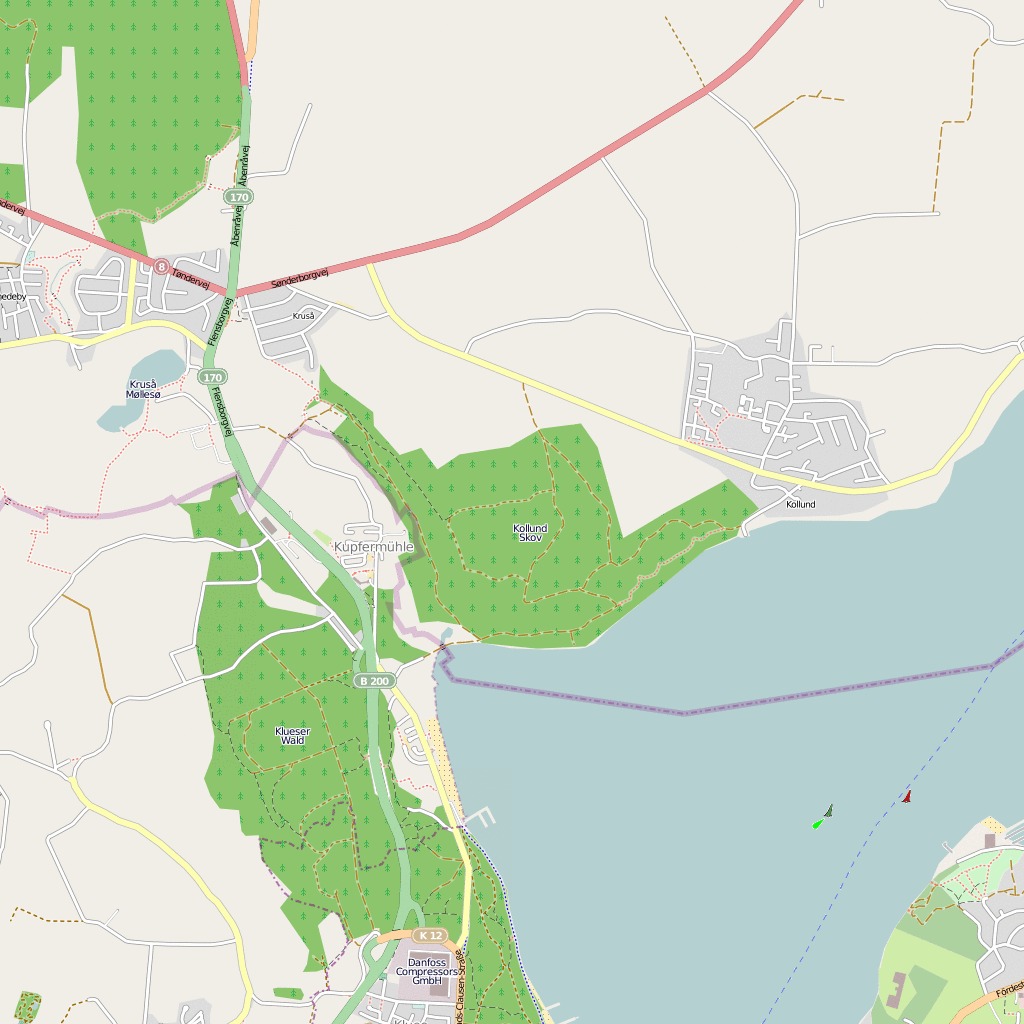 Åbenråvej
170
Åbenråvej
8
Tøndervej
Sønderborgvej
Kruså
Flensborgvej
Kruså
Møllesø
170
Flensborgvej
Kollund
Kollund
Skov
Kupfermühle
B 200
Klueser
Wald
K 12
Danfoss
Compressors
GmbH